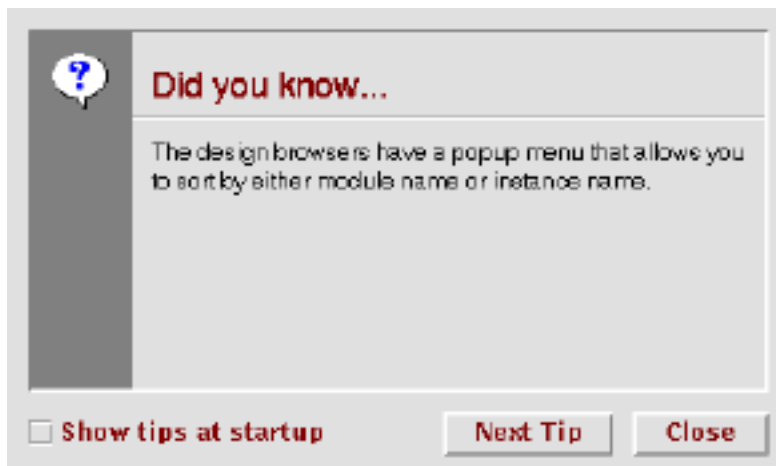 ?
Did you know...
The design browsers have a popup menu that allows you
to sort by either module name or instance name.
Show tips at startup
Next Tip
Close